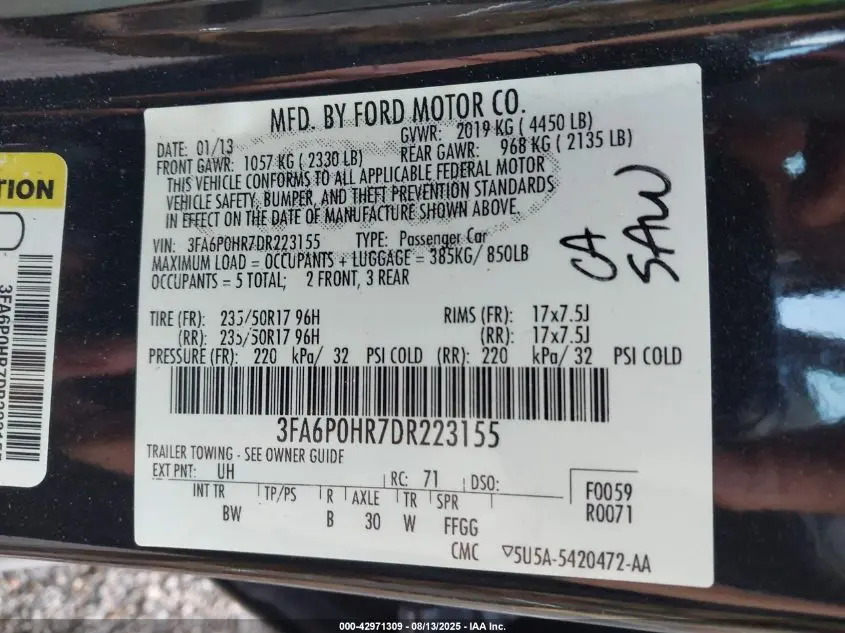 MFD. BY FORD MOTOR CO.
DATE: 01/13 GVWR: 2019 KG ( 4450 LB)
FRONT GAWR: 1057 KG ( 2330 LB) REAR GAWR: 968 KG ( 2135 LB)
THIS VEHICLE CONFORMS TO ALL APPLICABLE FEDERAL MOTOR
VEHICLE SAFETY, BUMPER, AND THEFT PREVENTION STANDARDS
IN EFFECT ON THE DATE OF MANUFACTURE SHOWN ABOVE.
VIN: 3FA6P0HR7DR223155 TYPE: Passenger Car
MAXIMUM LOAD = OCCUPANTS + LUGGAGE = 385KG/ 850LB
OCCUPANTS = 5 TOTAL; 2 FRONT, 3 REAR
CA
SAW
TIRE (FR): 235/50R17 96H RIMS (FR): 17x7.5J
(RR): 235/50R17 96H (RR): 17x7.5J
PRESSURE (FR): 220 kPa/ 32 PSI COLD (RR): 220 kPa/ 32 PSI COLD
3FA6P0HR7DR223155
TRAILER TOWING - SEE OWNER GUIDE
EXT PNT: UH RC: 71 DSO:
INT TR TP/PS R AXLE TR SPR F0059
BW B 30 W FFGG R0071
CMC 5U5A-5420472-AA
TION
000-42971309 - 08/13/2025 - IAA Inc.